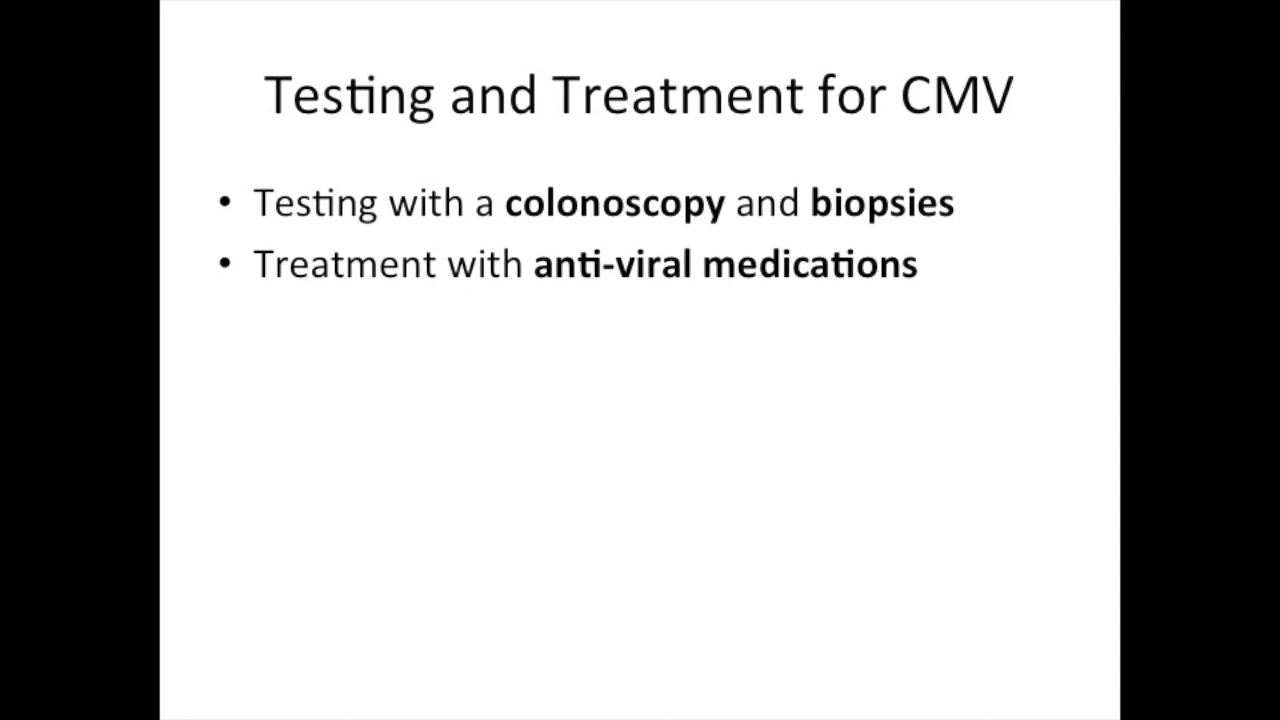 Testing and Treatment for CMV
• Testing with a colonoscopy and biopsies
• Treatment with anti-viral medications